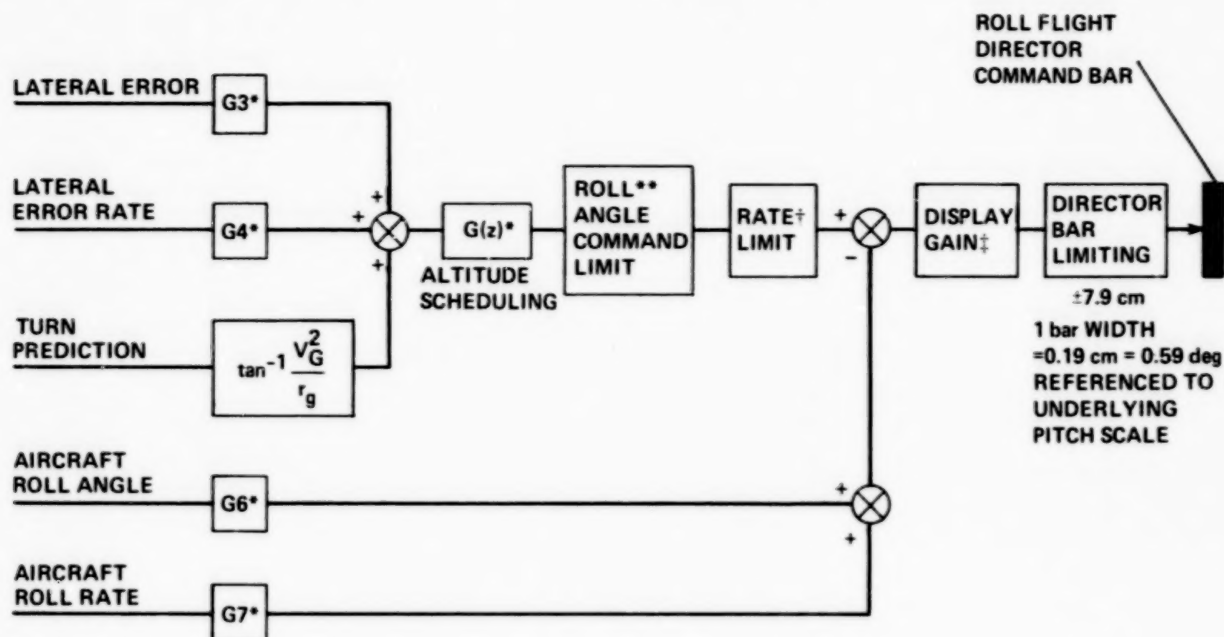 ROLL FLIGHT
DIRECTOR
COMMAND BAR
LATERAL ERROR
G3*
+
LATERAL
ERROR RATE
G4*
+
+
G(z)*
ALTITUDE
SCHEDULING
ROLL**
ANGLE
COMMAND
LIMIT
RATE†
LIMIT
+
−
DISPLAY
GAIN‡
DIRECTOR
BAR
LIMITING
±7.9 cm
1 bar WIDTH
=0.19 cm = 0.59 deg
REFERENCED TO
UNDERLYING
PITCH SCALE
TURN
PREDICTION
tan⁻¹ V_G²/r_g
AIRCRAFT
ROLL ANGLE
G6*
+
+
AIRCRAFT
ROLL RATE
G7*